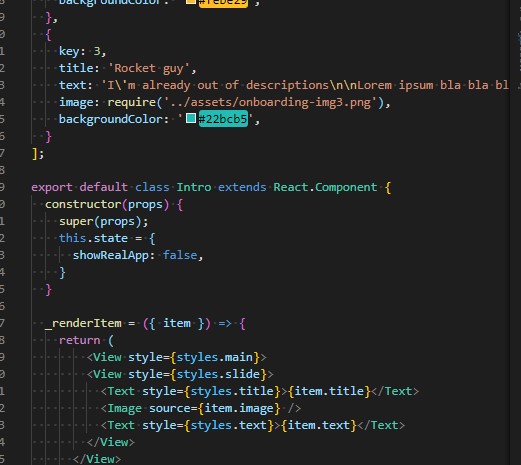 backgroundColor: '#febe29',
},
{
key: 3,
title: 'Rocket guy',
text: 'I\'m already out of descriptions\n\nLorem ipsum bla bla bl
image: require('../assets/onboarding-img3.png'),
backgroundColor: '#22bcb5',
}
];
export default class Intro extends React.Component {
constructor(props) {
super(props);
this.state = {
showRealApp: false,
}
}
_renderItem = ({ item }) => {
return (
<View style={styles.main}>
<View style={styles.slide}>
<Text style={styles.title}>{item.title}</Text>
<Image source={item.image} />
<Text style={styles.text}>{item.text}</Text>
</View>
</View>